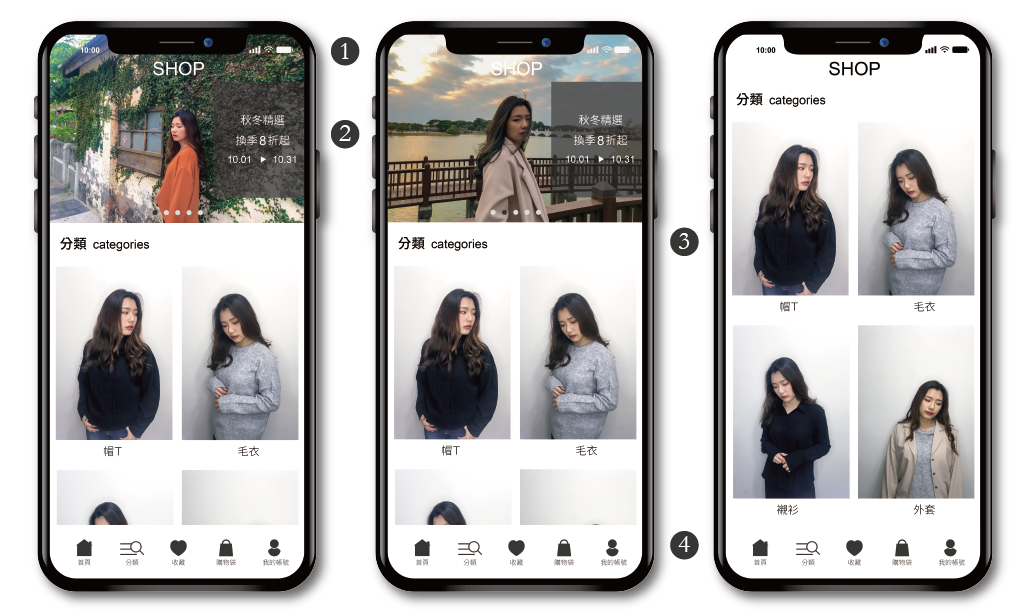 10:00
SHOP
秋冬精選
換季8折起
10.01 ▶ 10.31
分類 categories
帽T
毛衣
首頁
分類
收藏
購物袋
我的帳號
1
2
SHOP
秋冬精選
換季8折起
10.01 ▶ 10.31
分類 categories
帽T
毛衣
首頁
分類
收藏
購物袋
我的帳號
3
4
10:00
SHOP
分類 categories
帽T
毛衣
襯衫
外套
首頁
分類
收藏
購物袋
我的帳號